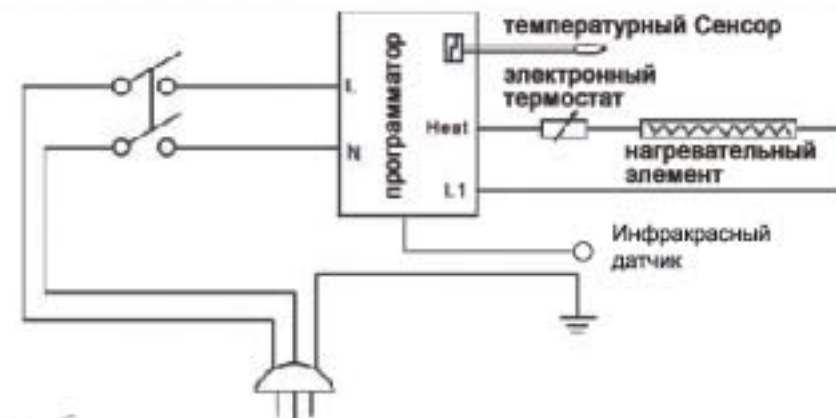 температурный Сенсор
электронный
термостат
L
программатор
Heat
нагревательный
элемент
N
L1
Инфракрасный
датчик